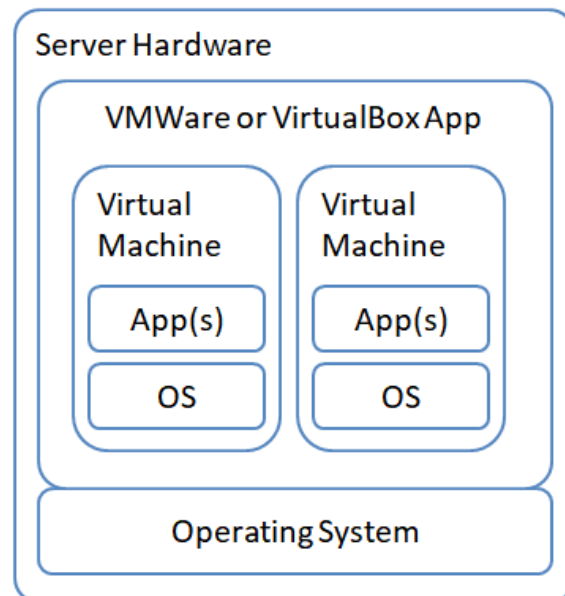 Server Hardware
VMWare or VirtualBox App
Virtual
Machine
App(s)
OS
Virtual
Machine
App(s)
OS
Operating System